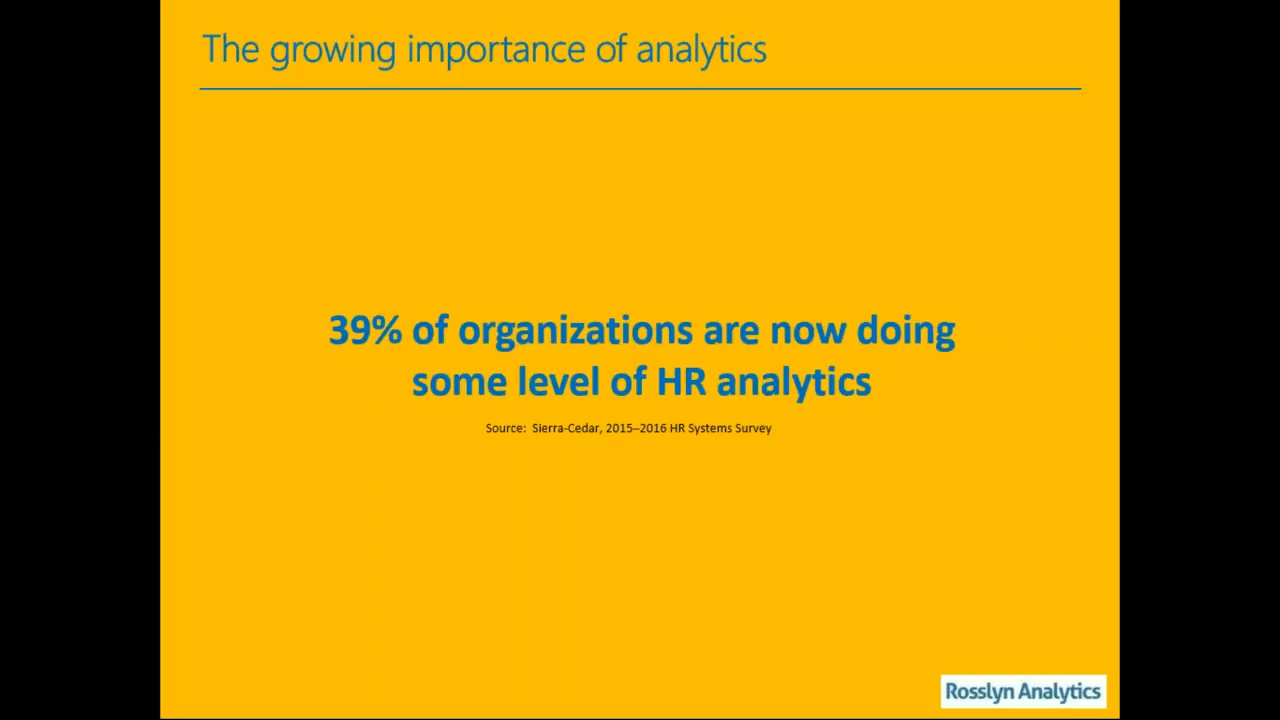 The growing importance of analytics
39% of organizations are now doing
some level of HR analytics
Source:  Sierra-Cedar, 2015–2016 HR Systems Survey
Rosslyn Analytics